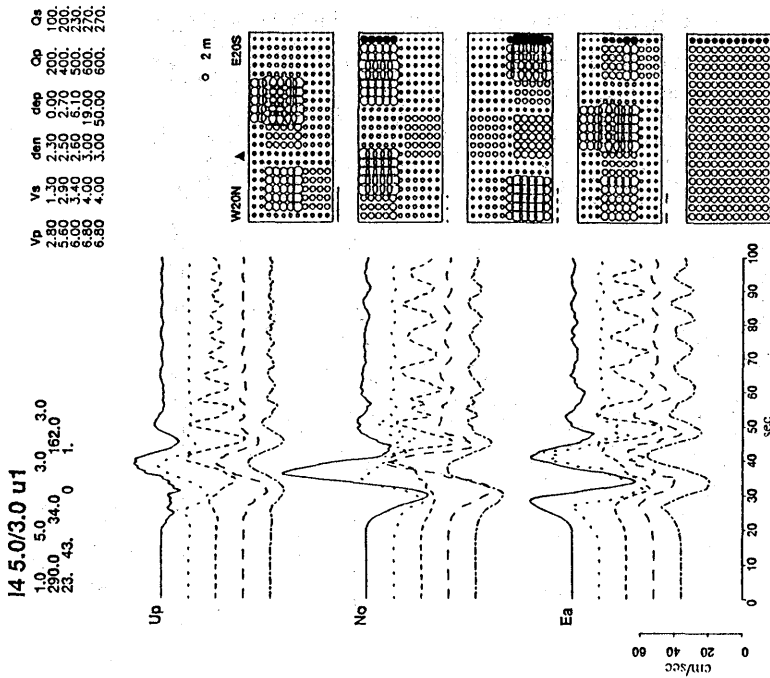 I4 5.0/3.0 u1
1.0 5.0 3.0 3.0
290.0 34.0 162.0
23. 43. 0 1.
Vp Vs den dep Qp Qs
2.80 1.30 2.30 0.00 200. 100.
5.60 2.90 2.50 2.70 400. 200.
6.00 3.40 2.60 6.10 500. 230.
6.80 4.00 3.00 19.00 600. 270.
6.80 4.00 3.00 50.00 600. 270.
2 m
W20N E20S
Up
No
Ea
0 10 20 30 40 50 60 70 80 90 100
sec
60
40
20
0
cm/sec